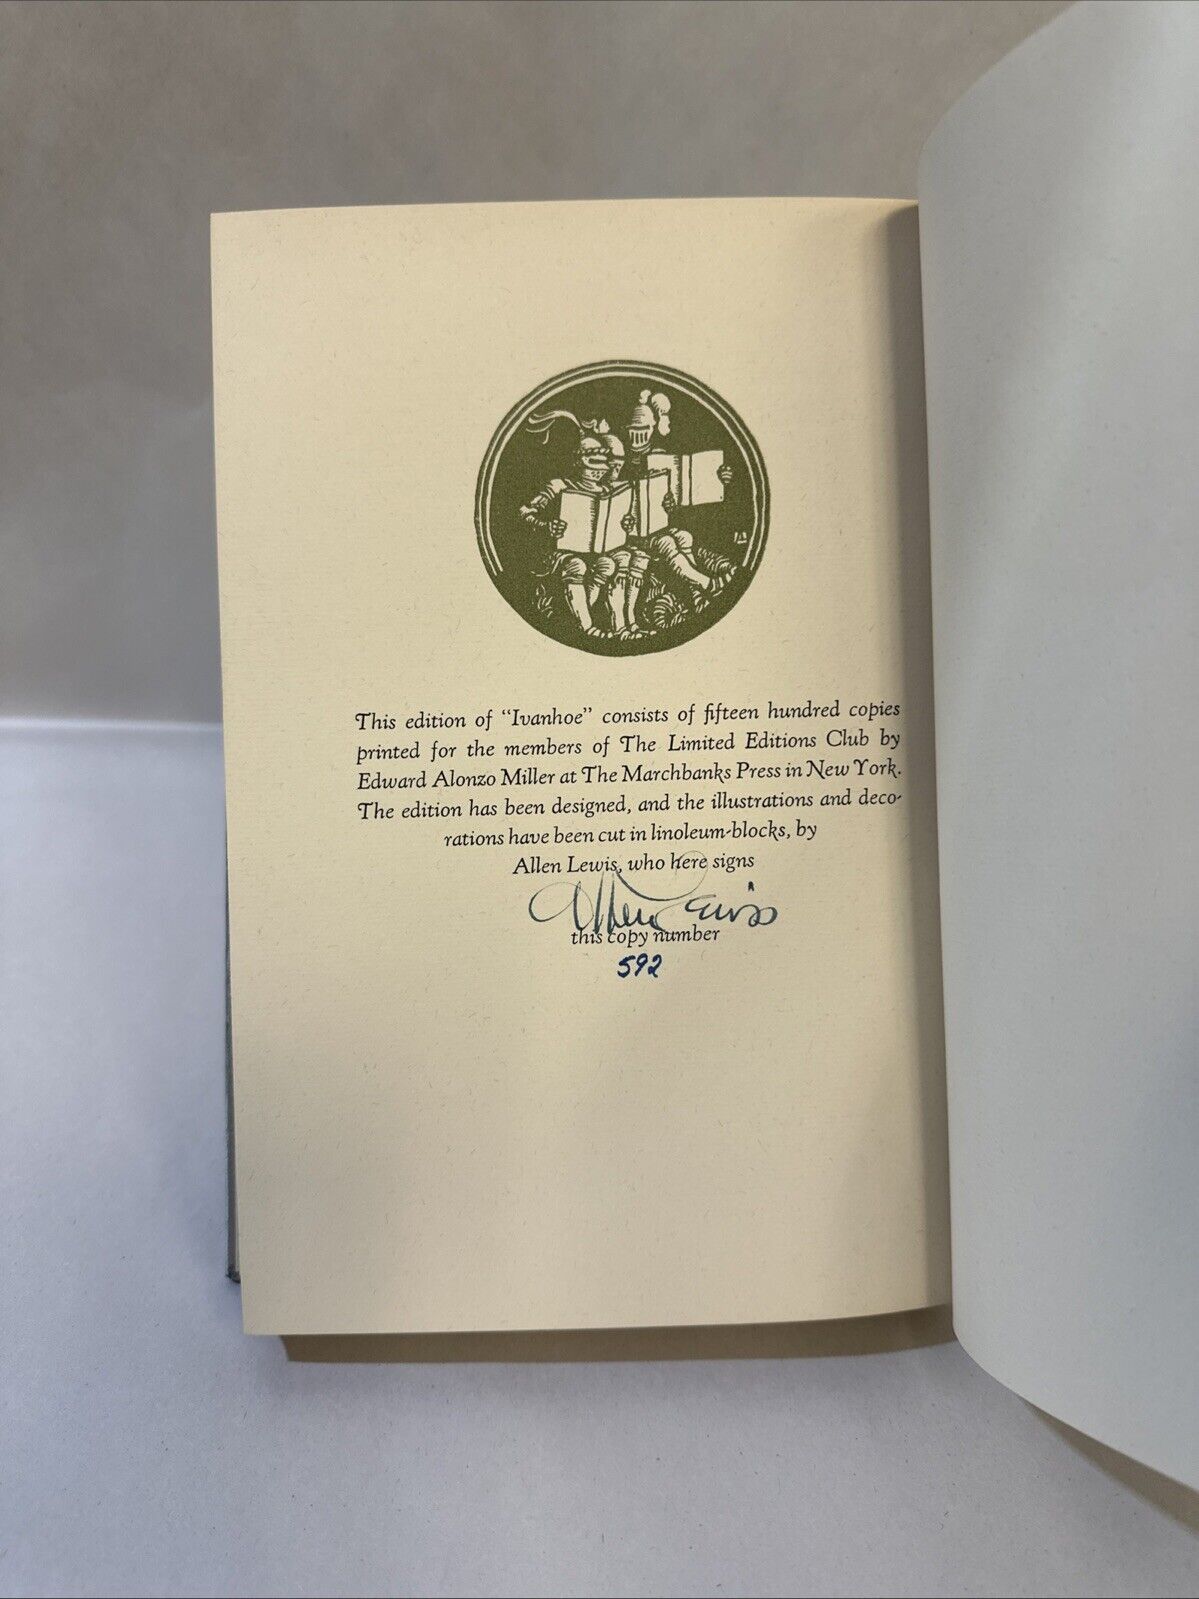 This edition of “Ivanhoe” consists of fifteen hundred copies
printed for the members of The Limited Editions Club by
Edward Alonzo Miller at The Marchbanks Press in New York.
The edition has been designed, and the illustrations and deco-
rations have been cut in linoleum-blocks, by
Allen Lewis, who here signs
Allen Lewis
this copy number
592